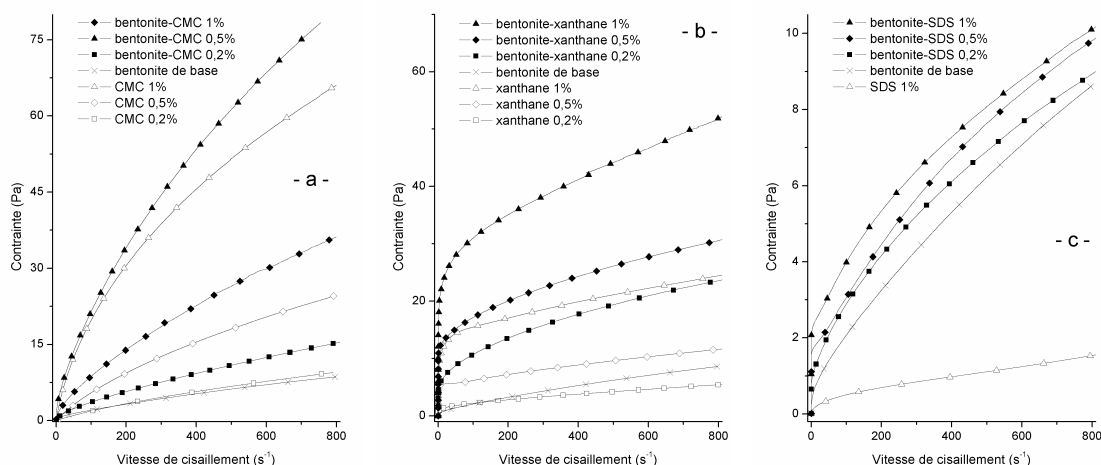 bentonite-CMC 1%
bentonite-CMC 0,5%
bentonite-CMC 0,2%
bentonite de base
CMC 1%
CMC 0,5%
CMC 0,2%
- a -
75
60
45
30
15
0
Contrainte (Pa)
0 200 400 600 800
Vitesse de cisaillement (s-1)
bentonite-xanthane 1%
bentonite-xanthane 0,5%
bentonite-xanthane 0,2%
bentonite de base
xanthane 1%
xanthane 0,5%
xanthane 0,2%
- b -
60
40
20
0
Contrainte (Pa)
0 200 400 600 800
Vitesse de cisaillement (s-1)
bentonite-SDS 1%
bentonite-SDS 0,5%
bentonite-SDS 0,2%
bentonite de base
SDS 1%
- c -
10
8
6
4
2
0
Contrainte (Pa)
0 200 400 600 800
Vitesse de cisaillement (s-1)